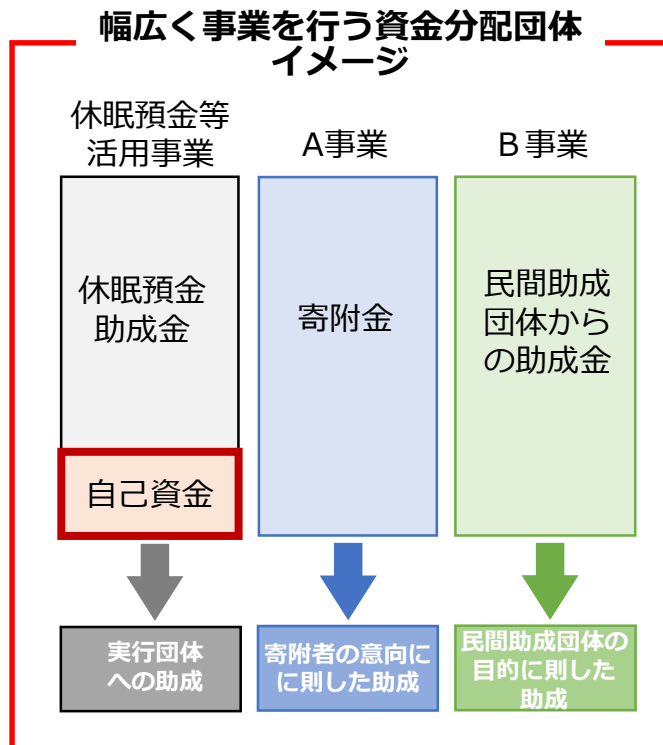 幅広く事業を行う資金分配団体
イメージ
休眠預金等
活用事業
A事業
B事業
休眠預金
助成金
寄附金
民間助成
団体から
の助成金
自己資金
実行団体
への助成
寄附者の意向に
に則した助成
民間助成団体の
目的に則した
助成